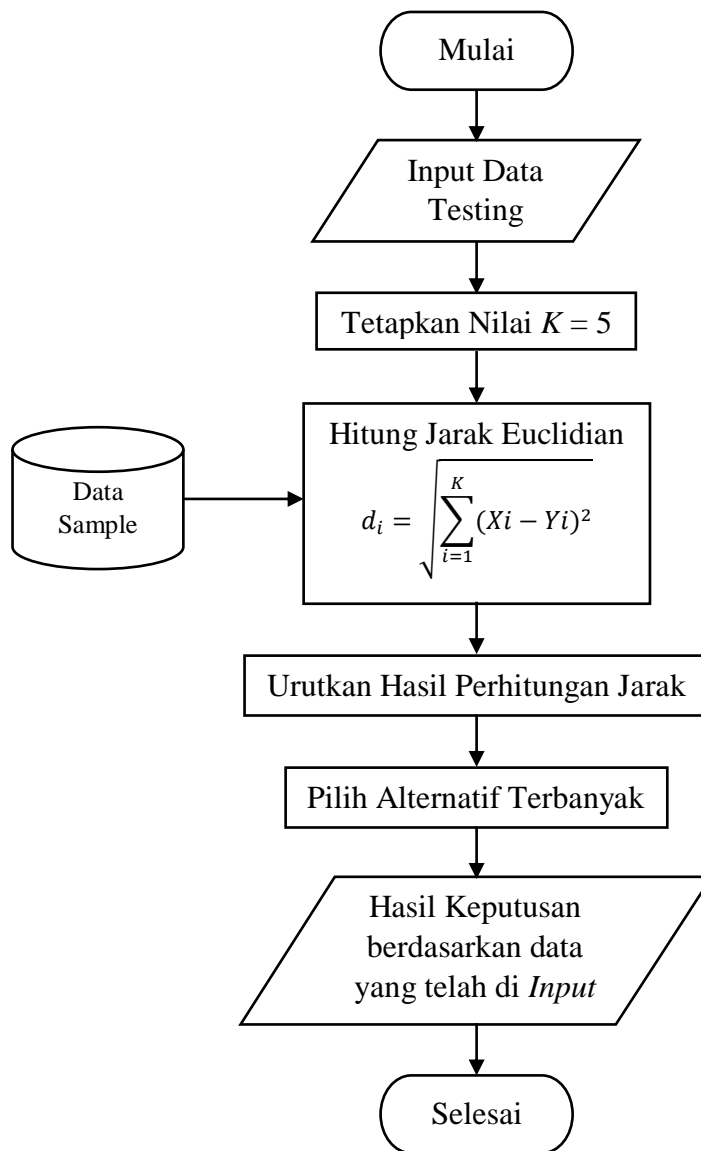 Mulai
Input Data
Testing
Tetapkan Nilai K = 5
Hitung Jarak Euclidian
Data
Sample
d_i = √(∑_{i=1}^{K} (Xi − Yi)^2)
Urutkan Hasil Perhitungan Jarak
Pilih Alternatif Terbanyak
Hasil Keputusan
berdasarkan data
yang telah di Input
Selesai